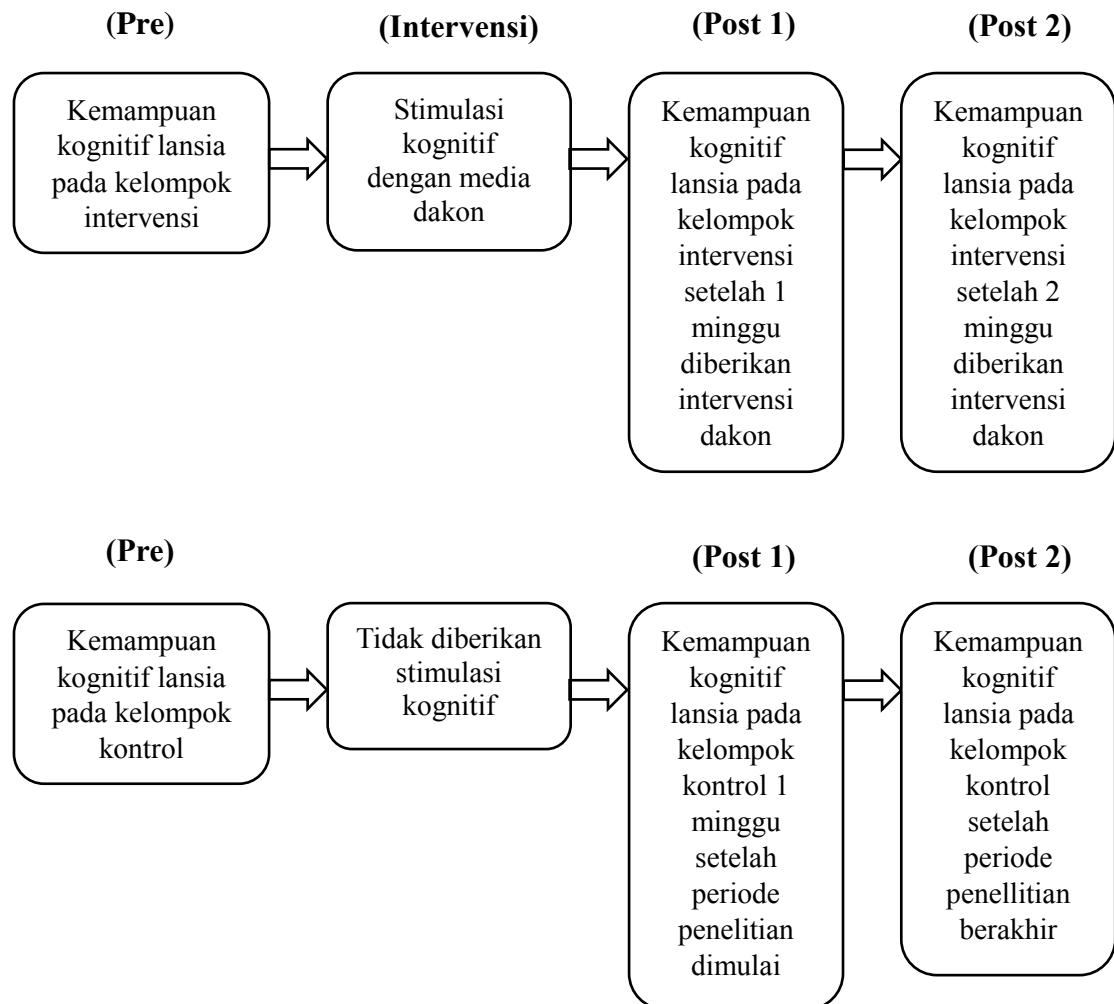 (Pre)
(Intervensi)
(Post 1)
(Post 2)
Kemampuan
kognitif lansia
pada kelompok
intervensi
Stimulasi
kognitif
dengan media
dakon
Kemampuan
kognitif
lansia pada
kelompok
intervensi
setelah 1
minggu
diberikan
intervensi
dakon
Kemampuan
kognitif
lansia pada
kelompok
intervensi
setelah 2
minggu
diberikan
intervensi
dakon
(Pre)
(Post 1)
(Post 2)
Kemampuan
kognitif lansia
pada kelompok
kontrol
Tidak diberikan
stimulasi
kognitif
Kemampuan
kognitif
lansia pada
kelompok
kontrol 1
minggu
setelah
periode
penelitian
dimulai
Kemampuan
kognitif
lansia pada
kelompok
kontrol
setelah
periode
penellitian
berakhir